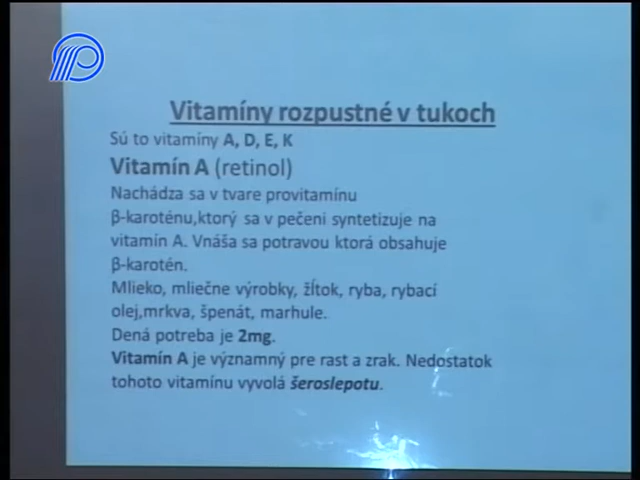 Vitamíny rozpustné v tukoch
Sú to vitamíny A, D, E, K
Vitamín A (retinol)
Nachádza sa v tvare provitamínu
β-karoténu,ktorý sa v pečeni syntetizuje na
vitamín A. Vnáša sa potravou ktorá obsahuje
β-karotén.
Mlieko, mliečne výrobky, žĺtok, ryba, rybací
olej,mrkva, špenát, marhule.
Dená potreba je 2mg.
Vitamín A je významný pre rast a zrak. Nedostatok
tohoto vitamínu vyvolá šeroslepotu.